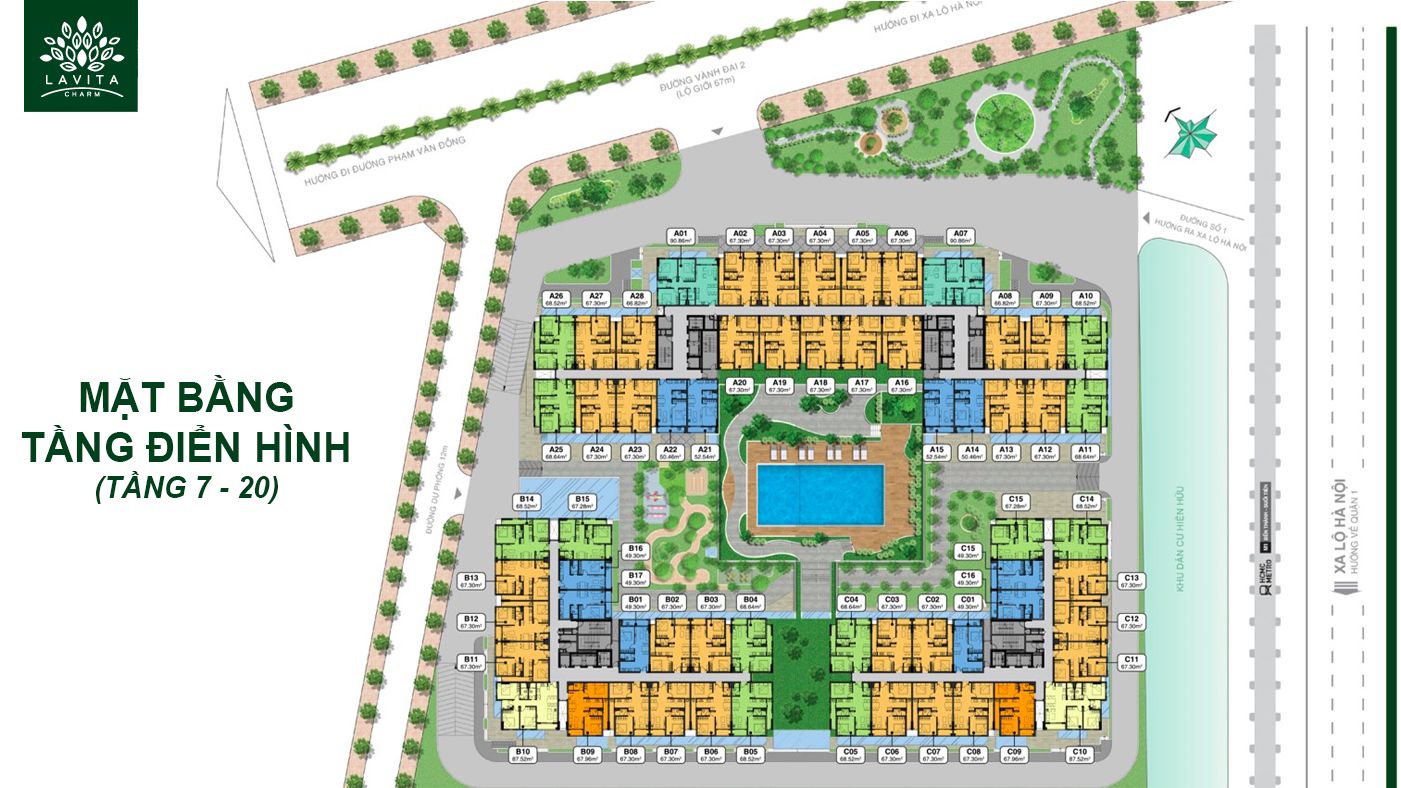 LAVITA
CHARM
HƯỚNG ĐI XA LỘ HÀ NỘI
ĐƯỜNG VÀNH ĐAI 2
(LỘ GIỚI 67m)
HƯỚNG ĐI ĐƯỜNG PHẠM VĂN ĐỒNG
ĐƯỜNG SỐ 1
HƯỚNG RA XA LỘ HÀ NỘI
MẶT BẰNG
TẦNG ĐIỂN HÌNH
(TẦNG 7 - 20)
ĐƯỜNG DỰ PHÓNG 12m
A01
90.86m²
A02
67.30m²
A03
67.30m²
A04
67.30m²
A05
67.30m²
A06
67.30m²
A07
90.86m²
A26
68.52m²
A27
67.30m²
A28
66.82m²
A08
66.82m²
A09
67.30m²
A10
68.52m²
A20
67.30m²
A19
67.30m²
A18
67.30m²
A17
67.30m²
A16
67.30m²
A25
68.64m²
A24
67.30m²
A23
67.30m²
A22
50.46m²
A21
52.54m²
A15
52.54m²
A14
50.46m²
A13
67.30m²
A12
67.30m²
A11
68.64m²
B14
68.52m²
B15
67.28m²
C15
67.28m²
C14
68.52m²
B16
49.30m²
C15
49.30m²
B13
67.30m²
B17
49.30m²
C16
49.30m²
C13
67.30m²
B01
49.30m²
B02
67.30m²
B03
67.30m²
B04
68.64m²
C04
68.64m²
C03
67.30m²
C02
67.30m²
C01
49.30m²
B12
67.30m²
C12
67.30m²
B11
67.30m²
C11
67.30m²
B10
87.52m²
B09
67.96m²
B08
67.30m²
B07
67.30m²
B06
67.30m²
B05
68.52m²
C05
68.52m²
C06
67.30m²
C07
67.30m²
C08
67.30m²
C09
67.96m²
C10
87.52m²
KHU DÂN CƯ HIỆN HỮU
M1 BẾN THÀNH - SUỐI TIÊN
HCMC
METRO
XA LỘ HÀ NỘI
HƯỚNG VỀ QUẬN 1